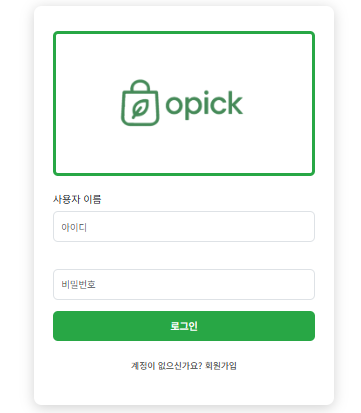 opick
사용자 이름
아이디
비밀번호
로그인
계정이 없으신가요? 회원가입